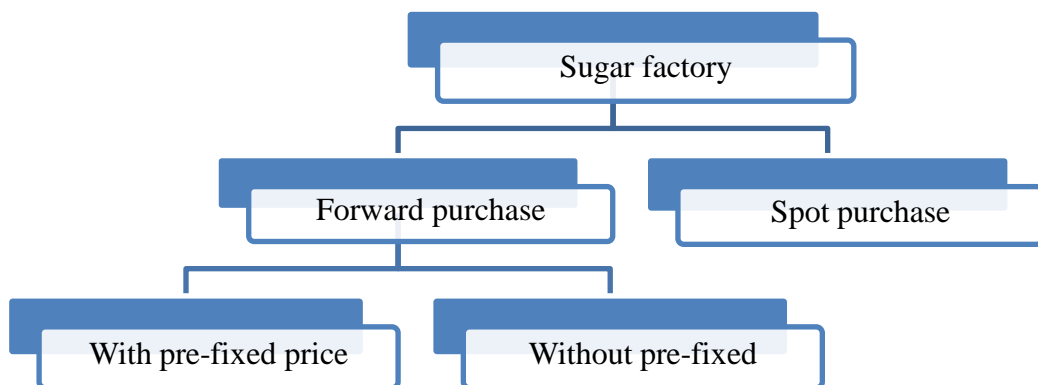 Sugar factory
Forward purchase
Spot purchase
With pre-fixed price
Without pre-fixed